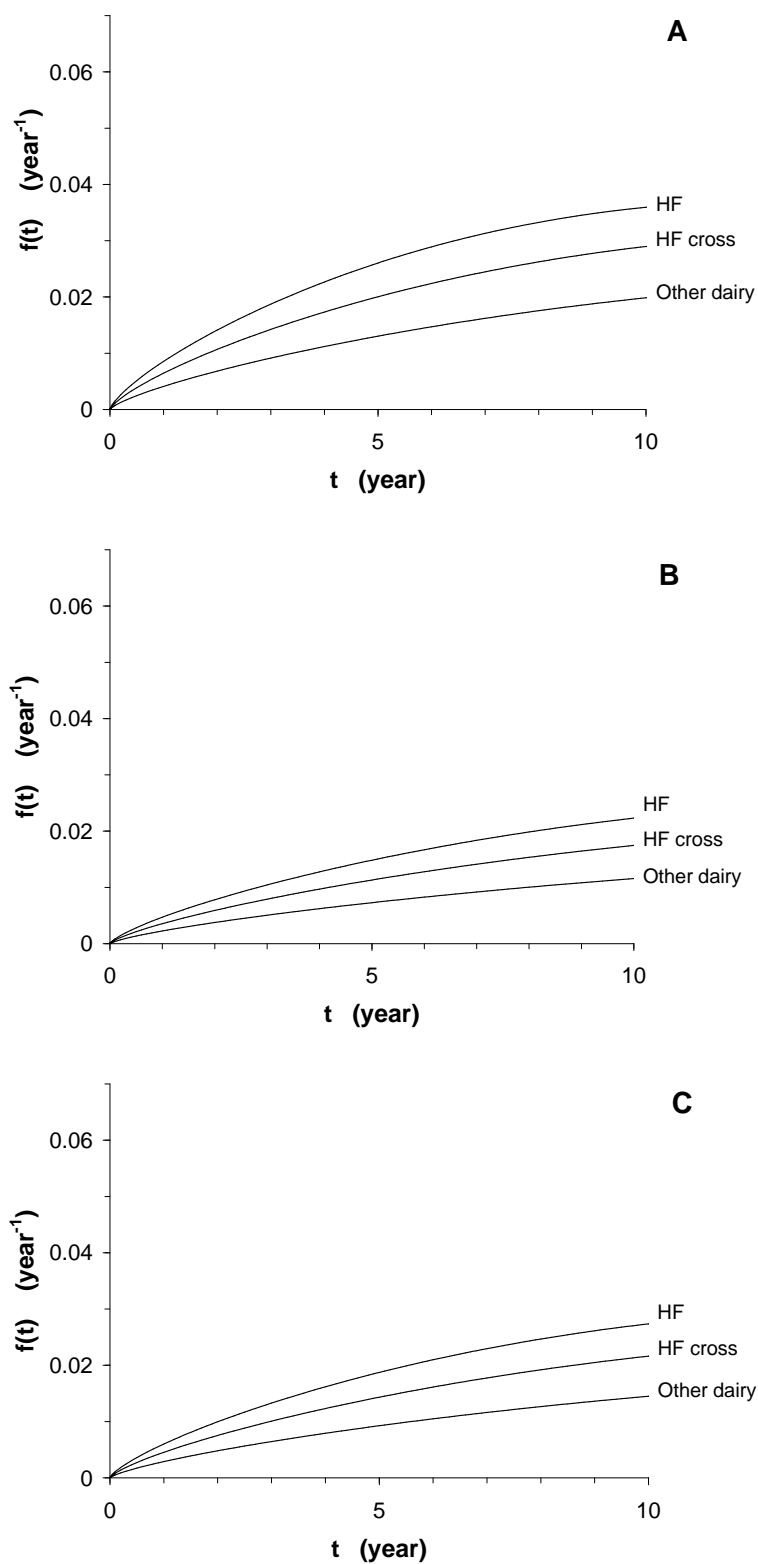 A
0.06
0.04
0.02
0
f(t) (year-1)
HF
HF cross
Other dairy
0 5 10
t (year)
B
0.06
0.04
0.02
0
f(t) (year-1)
HF
HF cross
Other dairy
0 5 10
t (year)
C
0.06
0.04
0.02
0
f(t) (year-1)
HF
HF cross
Other dairy
0 5 10
t (year)